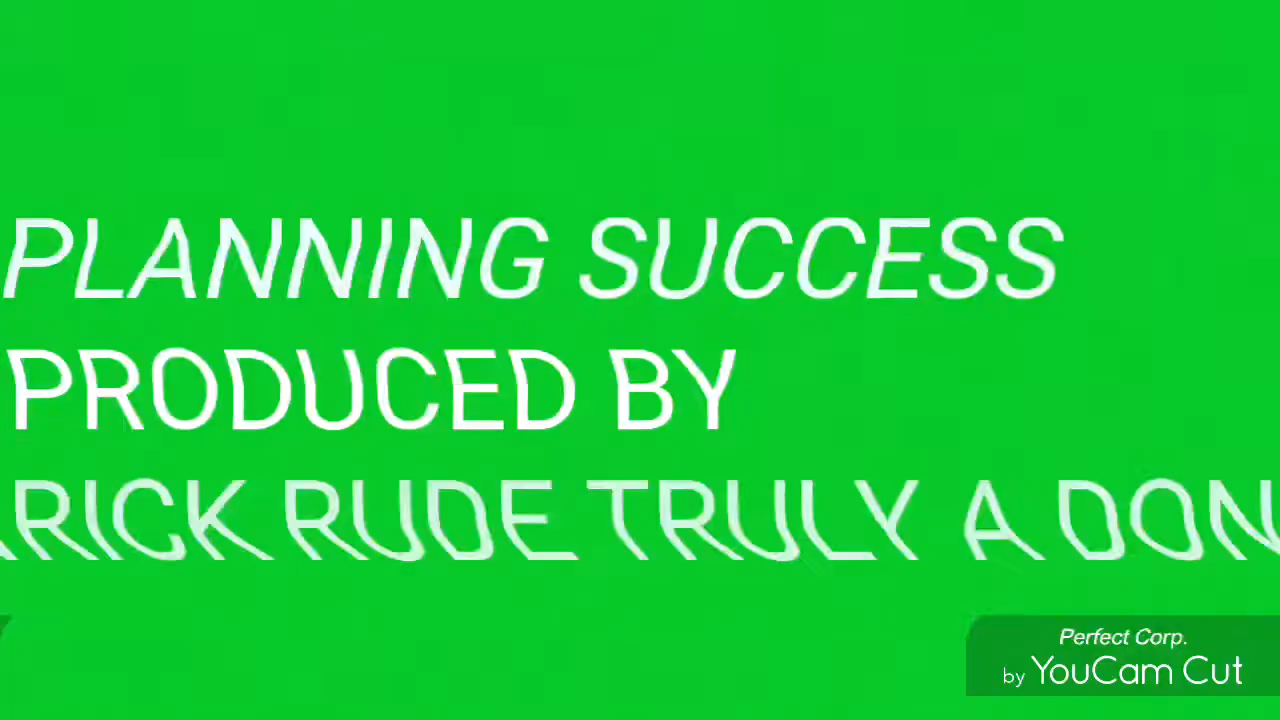 PLANNING SUCCESS
PRODUCED BY
RICK RUDE TRULY A DON
Perfect Corp.
by YouCam Cut